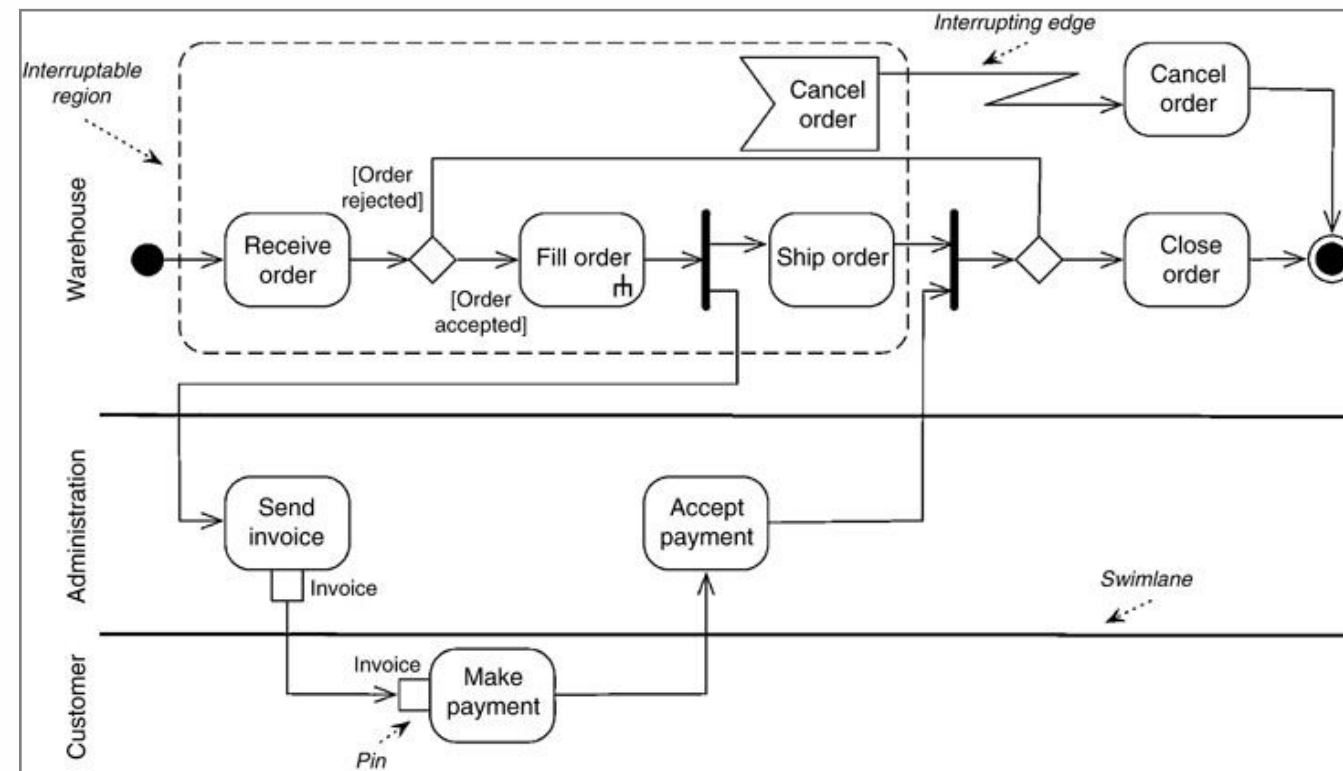 Interrupting edge
Interruptable
region
Cancel
order
Cancel
order
Warehouse
[Order
rejected]
Receive
order
Fill order
Ship order
Close
order
[Order
accepted]
Administration
Send
invoice
Accept
payment
Invoice
Swimlane
Customer
Invoice
Make
payment
Pin